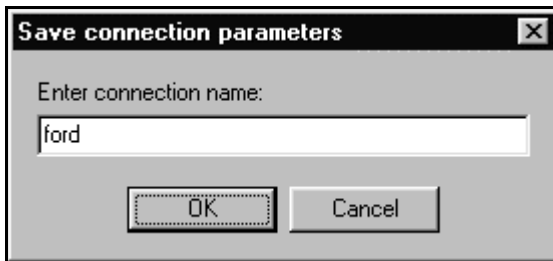 Save connection parameters
Enter connection name:
ford
OK
Cancel